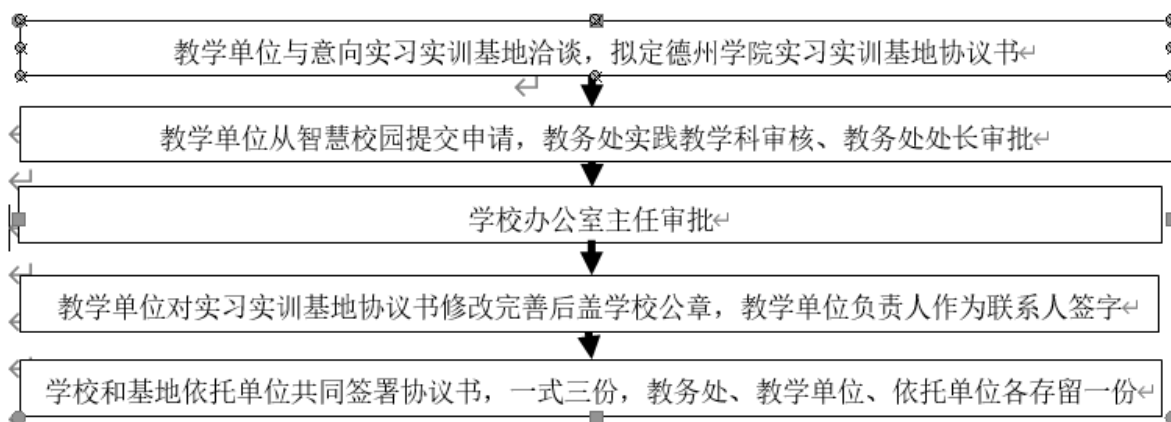 教学单位与意向实习实训基地洽谈，拟定德州学院实习实训基地协议书
教学单位从智慧校园提交申请，教务处实践教学科审核、教务处处长审批
学校办公室主任审批
教学单位对实习实训基地协议书修改完善后盖学校公章，教学单位负责人作为联系人签字
学校和基地依托单位共同签署协议书，一式三份，教务处、教学单位、依托单位各存留一份